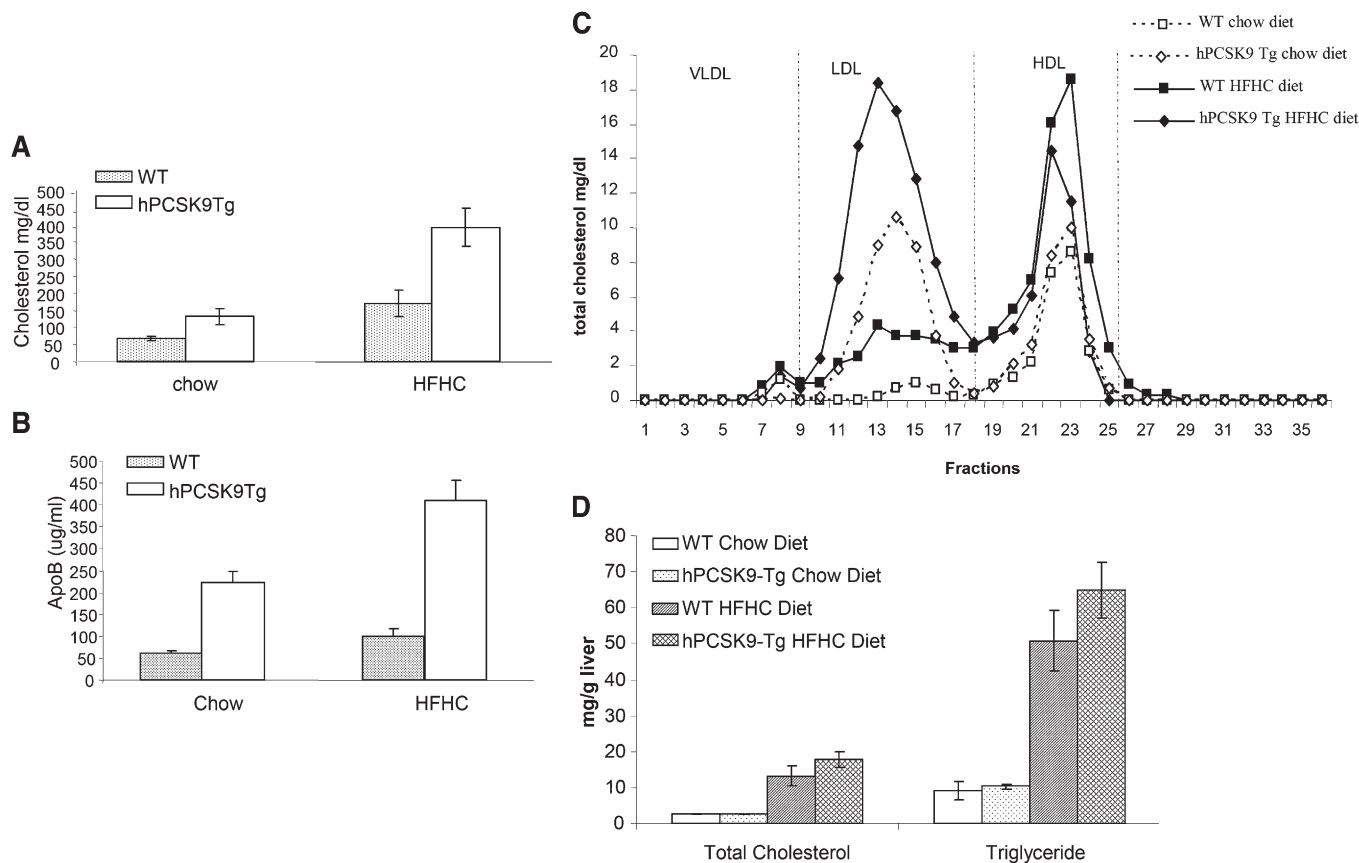 A
WT
hPCSK9Tg
Cholesterol mg/dl
500
450
400
350
300
250
200
150
100
50
0
chow
HFHC
B
WT
hPCSK9Tg
ApoB (ug/ml)
500
450
400
350
300
250
200
150
100
50
0
Chow
HFHC
C
WT chow diet
hPCSK9 Tg chow diet
WT HFHC diet
hPCSK9 Tg HFHC diet
VLDL
LDL
HDL
total cholesterol mg/dl
20
18
16
14
12
10
8
6
4
2
0
1 3 5 7 9 11 13 15 17 19 21 23 25 27 29 31 33 35
Fractions
D
WT Chow Diet
hPCSK9-Tg Chow Diet
WT HFHC Diet
hPCSK9-Tg HFHC Diet
mg/g liver
80
70
60
50
40
30
20
10
0
Total Cholesterol
Triglyceride